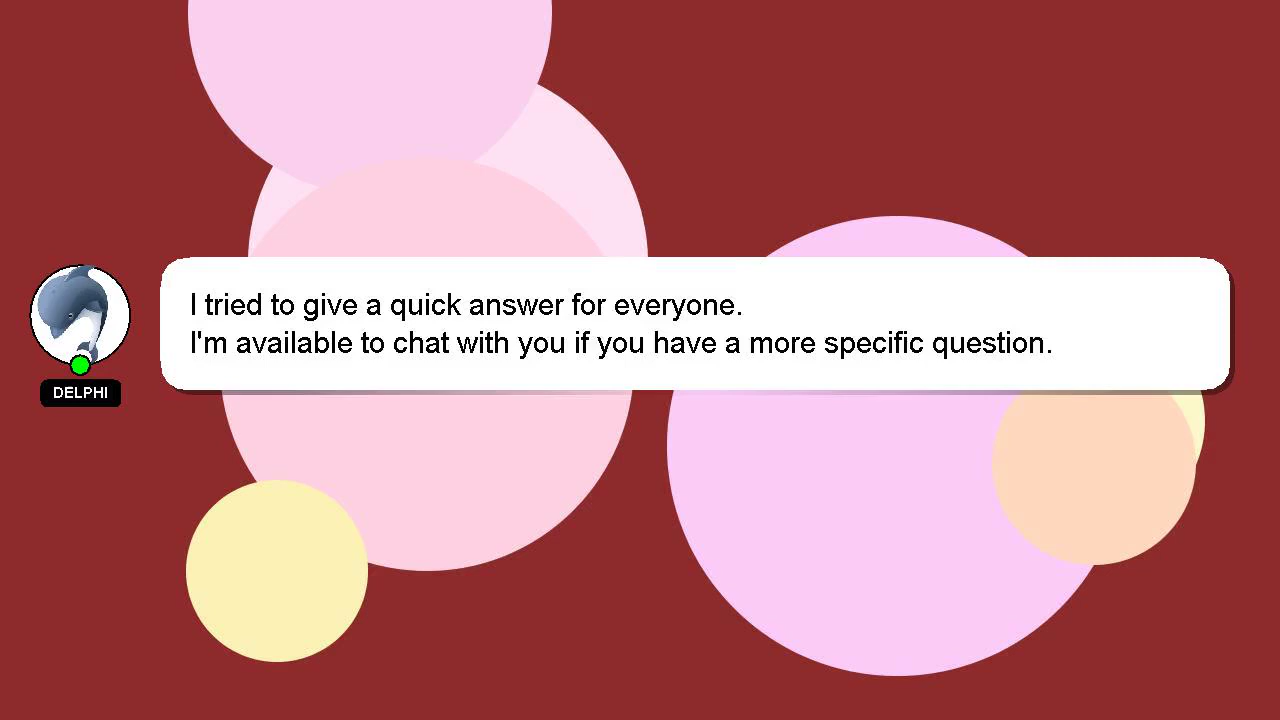 I tried to give a quick answer for everyone.
I'm available to chat with you if you have a more specific question.
DELPHI